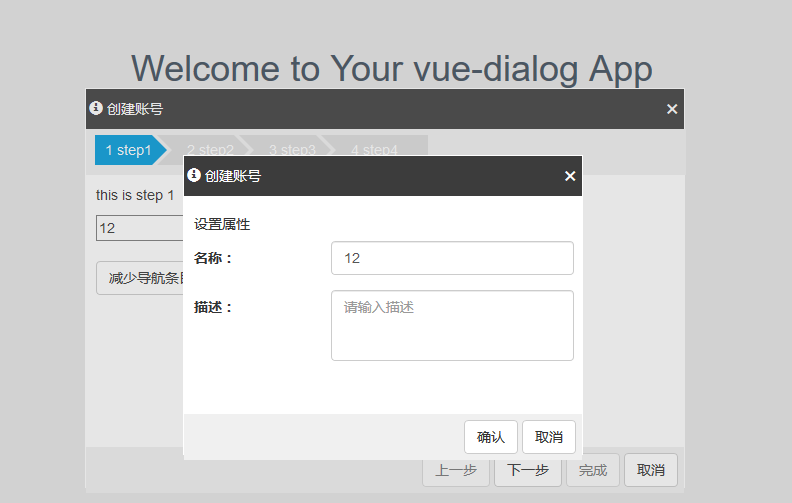 Welcome to Your vue-dialog App
创建账号
1 step1 2 step2 3 step3 4 step4
this is step 1
12
减少导航条
创建账号
设置属性
名称：
12
描述：
请输入描述
确认 取消
上一步 下一步 完成 取消